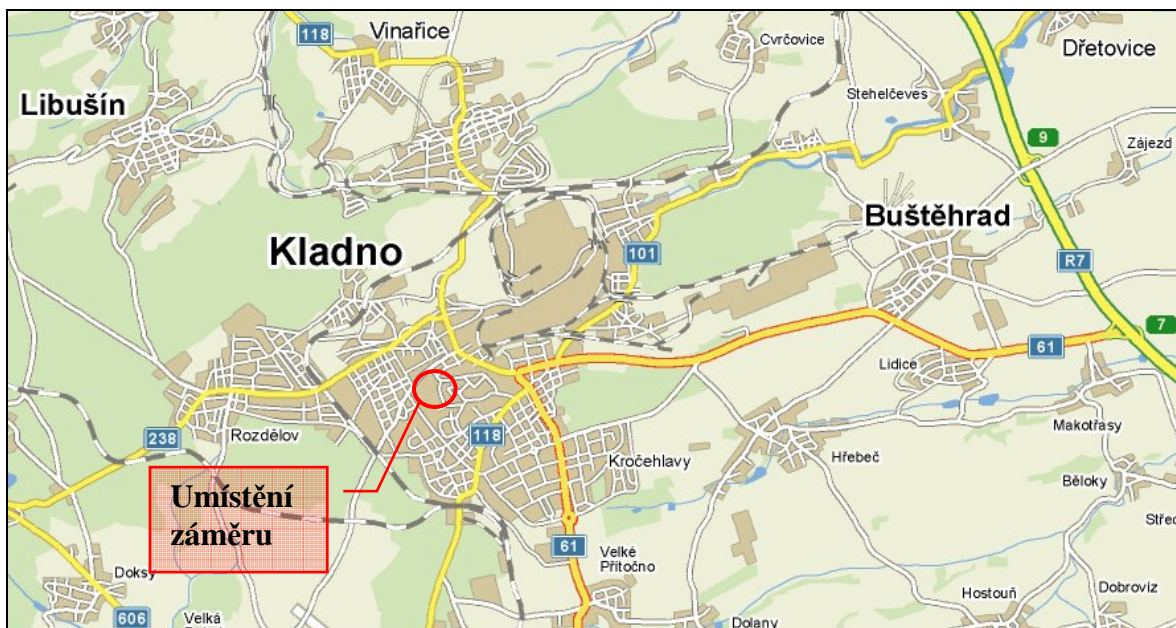 118
Vinařice
Cvrčovice
Dřetovice
Libušín
Stehelčeves
9
Zájezd
Buštěhrad
Kladno
101
R7
7
61
Lidice
238
Rozdělov
118
Kročehlavy
Hřebeč
Makotřasy
Běloky
Umístění
záměru
Střed
61
Velké
Přítočno
Doksy
Hostouň
Dobrovíz
606
Velká
Dolany